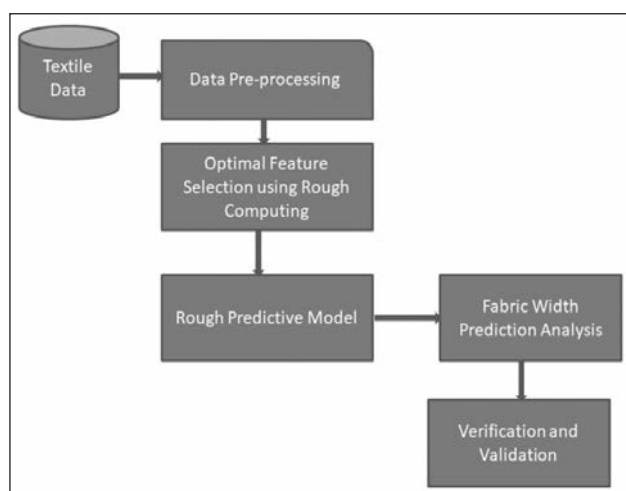 Textile
Data
Data Pre-processing
Optimal Feature
Selection using Rough
Computing
Rough Predictive Model
Fabric Width
Prediction Analysis
Verification and
Validation